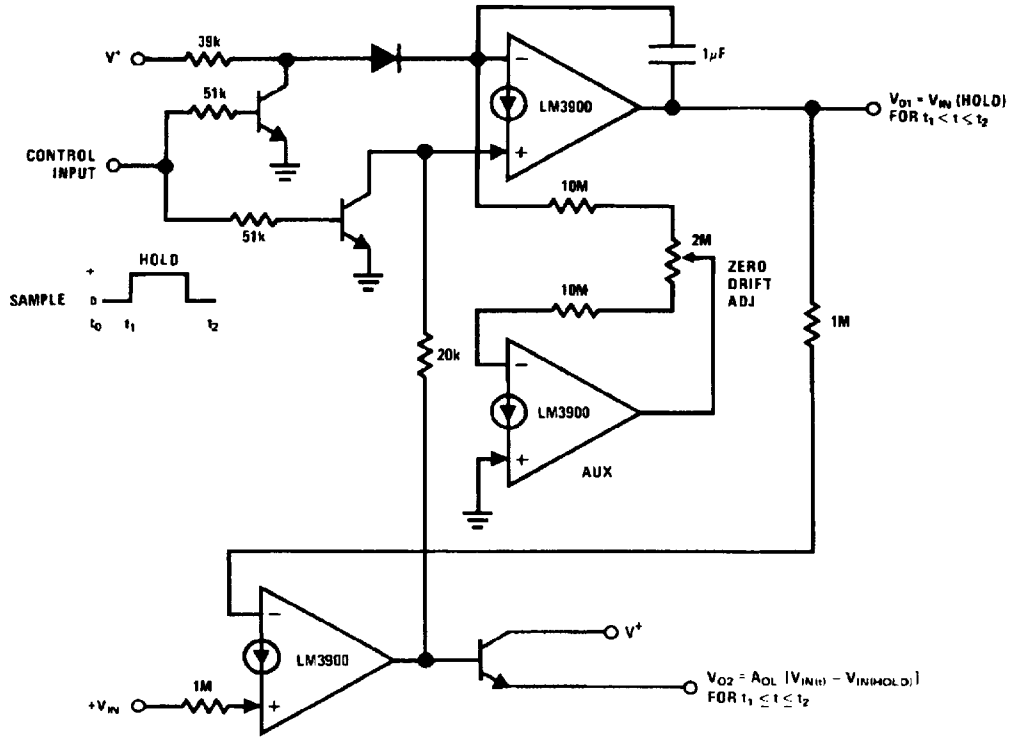 V⁺
39k
51k
CONTROL
INPUT
51k
HOLD
+
SAMPLE
0
t₀ t₁ t₂
−
LM3900
+
1μF
V₀₁ = V_IN (HOLD)
FOR t₁ < t < t₂
10M
2M
ZERO
DRIFT
ADJ
10M
−
LM3900
+
AUX
20k
1M
−
LM3900
+
1M
+V_IN
V⁺
V₀₂ = A_OL [V_IN(t) − V_IN(HOLD)]
FOR t₁ ≤ t ≤ t₂